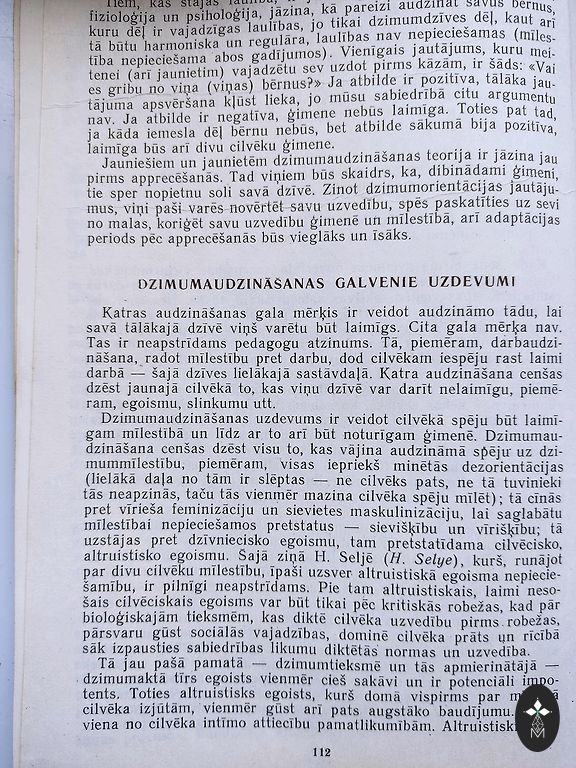 fizioloģija un psiholoģija, jāzina, kā pareizi audzināt savus bērnus,
kuru dēļ ir vajadzīgas laulības, jo tikai dzimumdzīves dēļ, kaut arī
tā būtu harmoniska un regulāra, laulības nav nepieciešamas (mīles-
tība nepieciešama abos gadījumos). Vienīgais jautājums, kuru mei-
tenei (arī jaunietim) vajadzētu sev uzdot pirms kāzām, ir šāds: «Vai
es gribu no viņa (viņas) bērnus?» Ja atbilde ir pozitīva, tālāka jau-
tājuma apsvēršana kļūst lieka, jo mūsu sabiedrībā citu argumentu
nav. Ja atbilde ir negatīva, ģimene nebūs laimīga. Toties pat tad,
ja kāda iemesla dēļ bērnu nebūs, bet atbilde sākumā bija pozitīva,
laimīga būs arī divu cilvēku ģimene.
Jauniešiem un jaunietēm dzimumaudzināšanas teorija ir jāzina jau
pirms apprecēšanās. Tad viņiem būs skaidrs, ka, dibinādami ģimeni,
tie sper nopietnu soli savā dzīvē. Zinot dzimumorientācijas jautāju-
mus, viņi paši varēs novērtēt savu uzvedību, spēs paskatīties uz sevi
no malas, koriģēt savu uzvedību ģimenē un mīlestībā, arī adaptācijas
periods pēc apprecēšanās būs vieglāks un īsāks.
DZIMUMAUDZINĀŠANAS GALVENIE UZDEVUMI
Katras audzināšanas gala mērķis ir veidot audzināmo tādu, lai
savā tālākajā dzīvē viņš varētu būt laimīgs. Cita gala mērķa nav.
Tas ir neapstrīdams pedagogu atzinums. Tā, piemēram, darbaudzi-
nāšana, radot mīlestību pret darbu, dod cilvēkam iespēju rast laimi
darbā — šajā dzīves lielākajā sastāvdaļā. Katra audzināšana cenšas
dzēst jaunajā cilvēkā to, kas viņu dzīvē var darīt nelaimīgu, piemē-
ram, egoismu, slinkumu utt.
Dzimumaudzināšanas uzdevums ir veidot cilvēkā spēju būt laimī-
gam mīlestībā un līdz ar to arī būt noturīgam ģimenē. Dzimumau-
dzināšana cenšas dzēst visu to, kas vājina audzināmā spēju uz dzi-
mummīlestību, piemēram, visas iepriekš minētās dezorientācijas
(lielākā daļa no tām ir slēptas — ne cilvēks pats, ne tā tuvinieki
tās neapzinās, taču tās vienmēr mazina cilvēka spēju mīlēt); tā cīnās
pret vīrieša feminizāciju un sievietes maskulinizāciju, lai saglabātu
mīlestībai nepieciešamos pretstatus — sievišķību un vīrišķību; tā
uzstājas pret dzīvniecisko egoismu, tam pretstatīdama cilvēcisko,
altruistisko egoismu. Šajā ziņā H. Seljē (H. Selye), kurš, runājot
par divu cilvēku mīlestību, īpaši uzsver altruistiskā egoisma nepiecie-
šamību, ir pilnīgi neapstrīdams. Pie tam altruistiskais, laimi neso-
šais cilvēciskais egoisms var būt tikai pēc kritiskās robežas, kad pār
bioloģiskajām tieksmēm, kas diktē cilvēka uzvedību pirms robežas,
pārsvaru gūst sociālās vajadzības, dominē cilvēka prāts un rīcībā
sāk izpausties sabiedrības likumu diktētās normas un uzvedība.
Tā jau pašā pamatā — dzimumtieksmē un tās apmierinātājā —
dzimumaktā tīrs egoists vienmēr cieš sakāvi un ir potenciāli impo-
tents. Toties altruistisks egoists, kurš domā vispirms par
cilvēka izjūtām, vienmēr gūst arī pats augstāko baudījumu.
viena no cilvēka intīmo attiecību pamatlikumībām.
112